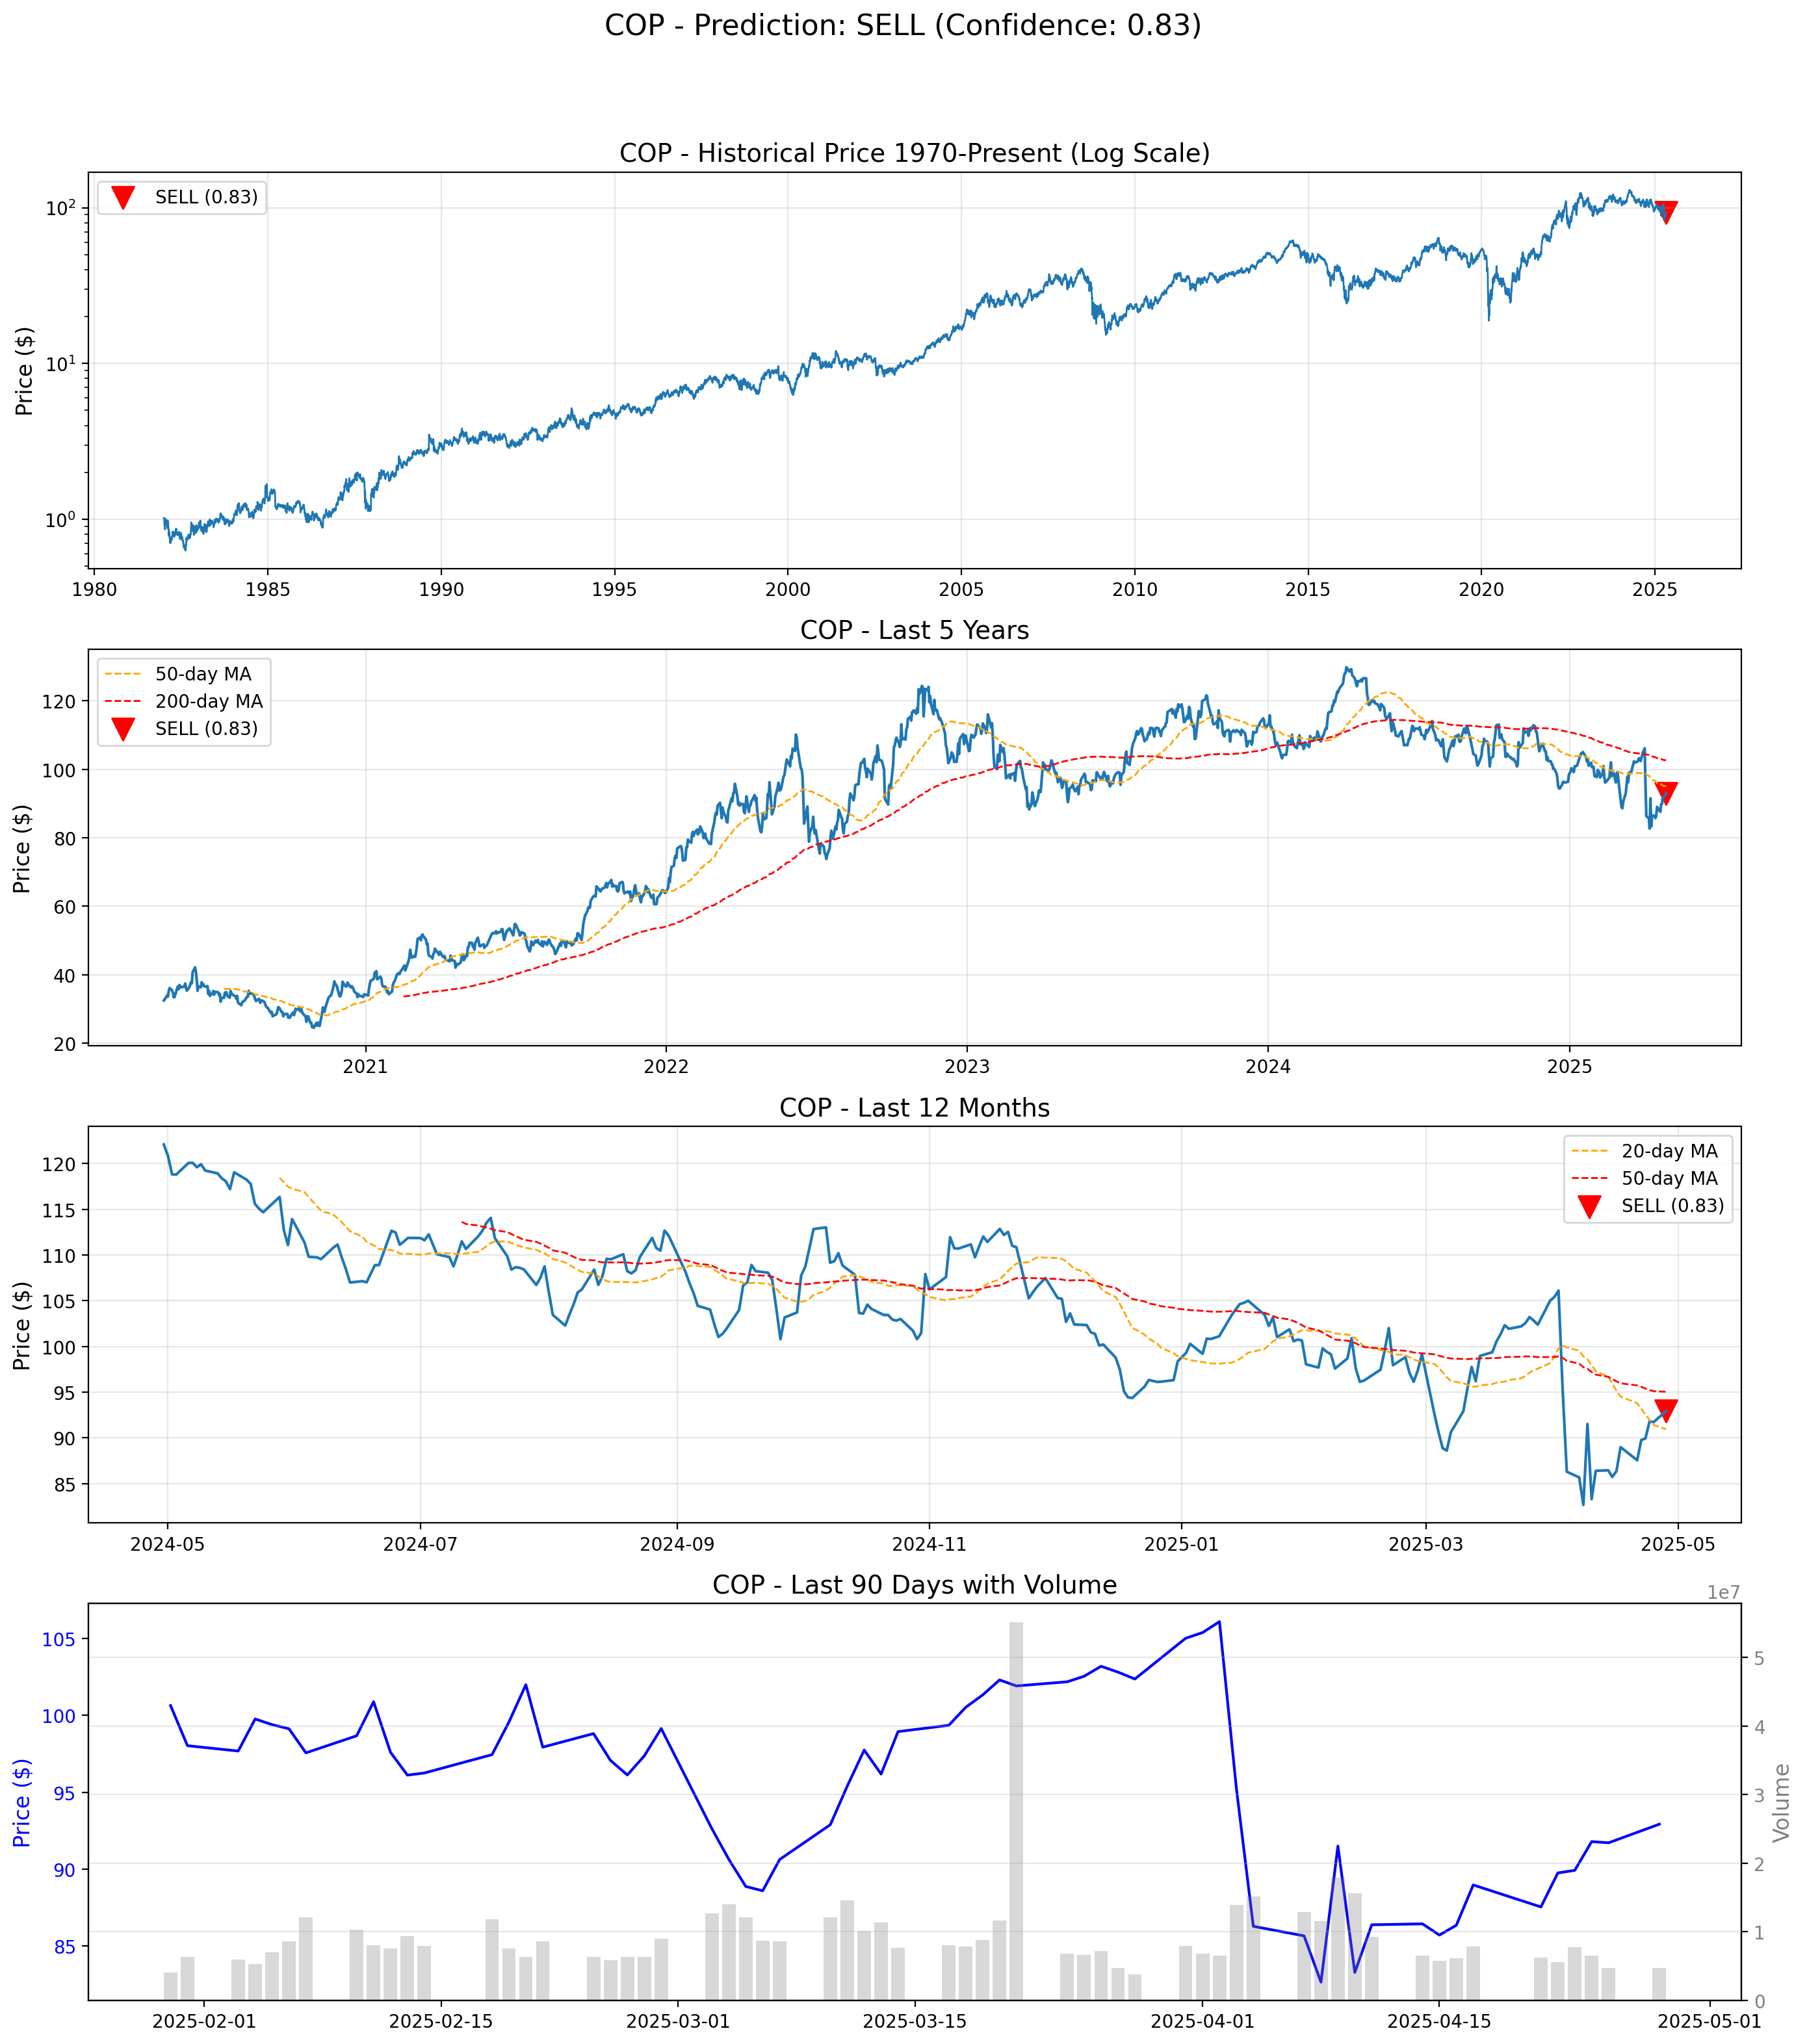 COP - Prediction: SELL (Confidence: 0.83)
COP - Historical Price 1970-Present (Log Scale)
SELL (0.83)
Price ($)
10²
10¹
10⁰
1980 1985 1990 1995 2000 2005 2010 2015 2020 2025
COP - Last 5 Years
50-day MA
200-day MA
SELL (0.83)
Price ($)
120
100
80
60
40
20
2021 2022 2023 2024 2025
COP - Last 12 Months
20-day MA
50-day MA
SELL (0.83)
Price ($)
120
115
110
105
100
95
90
85
2024-05 2024-07 2024-09 2024-11 2025-01 2025-03 2025-05
COP - Last 90 Days with Volume
1e7
Price ($)
105
100
95
90
85
5
4
3
2
1
0
Volume
2025-02-01 2025-02-15 2025-03-01 2025-03-15 2025-04-01 2025-04-15 2025-05-01